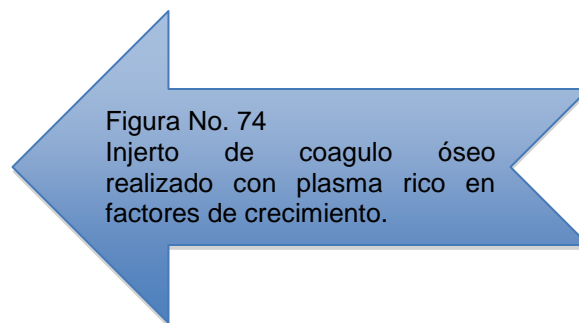 Figura No. 74
Injerto de coagulo óseo
realizado con plasma rico en
factores de crecimiento.